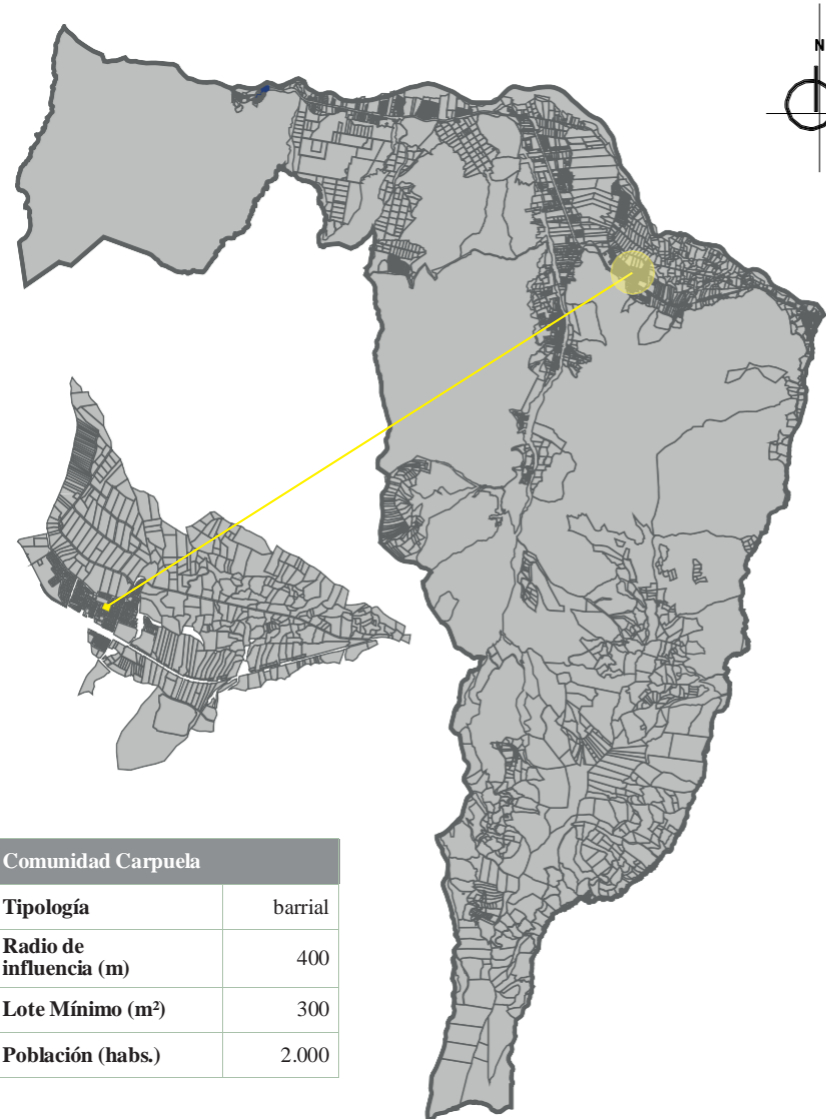 N
Comunidad Carpuela
Tipología barrial
Radio de
influencia (m) 400
Lote Mínimo (m²) 300
Población (habs.) 2.000